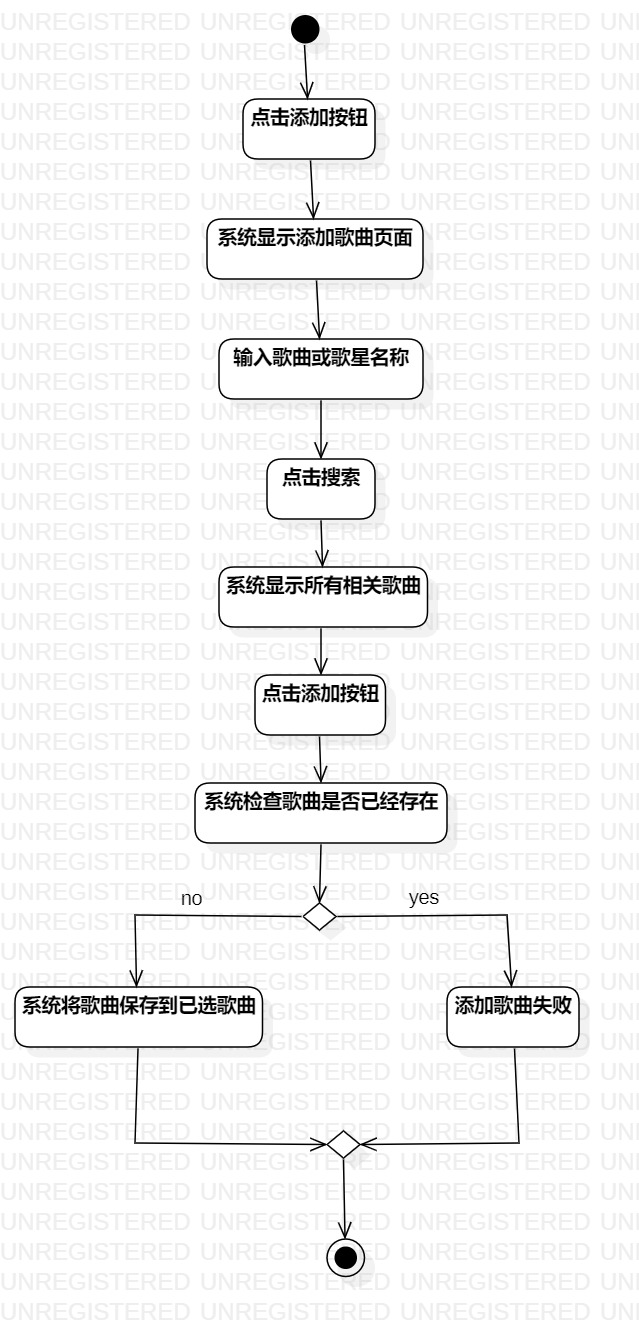 点击添加按钮
系统显示添加歌曲页面
输入歌曲或歌星名称
点击搜索
系统显示所有相关歌曲
点击添加按钮
系统检查歌曲是否已经存在
no
yes
系统将歌曲保存到已选歌曲
添加歌曲失败